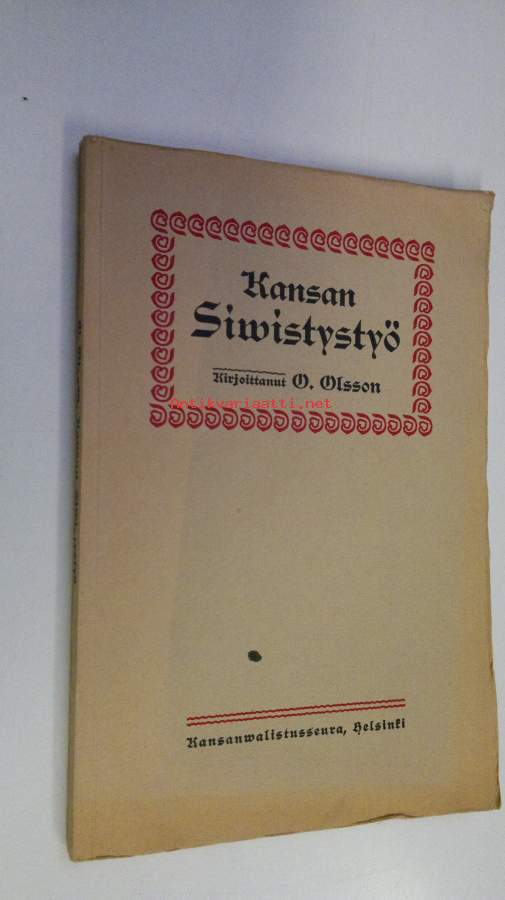 Kansan
Siwistystyö
Kirjoittanut O. Olsson
Antikvariaatti.net
Kansanwalistusseura, Helsinki